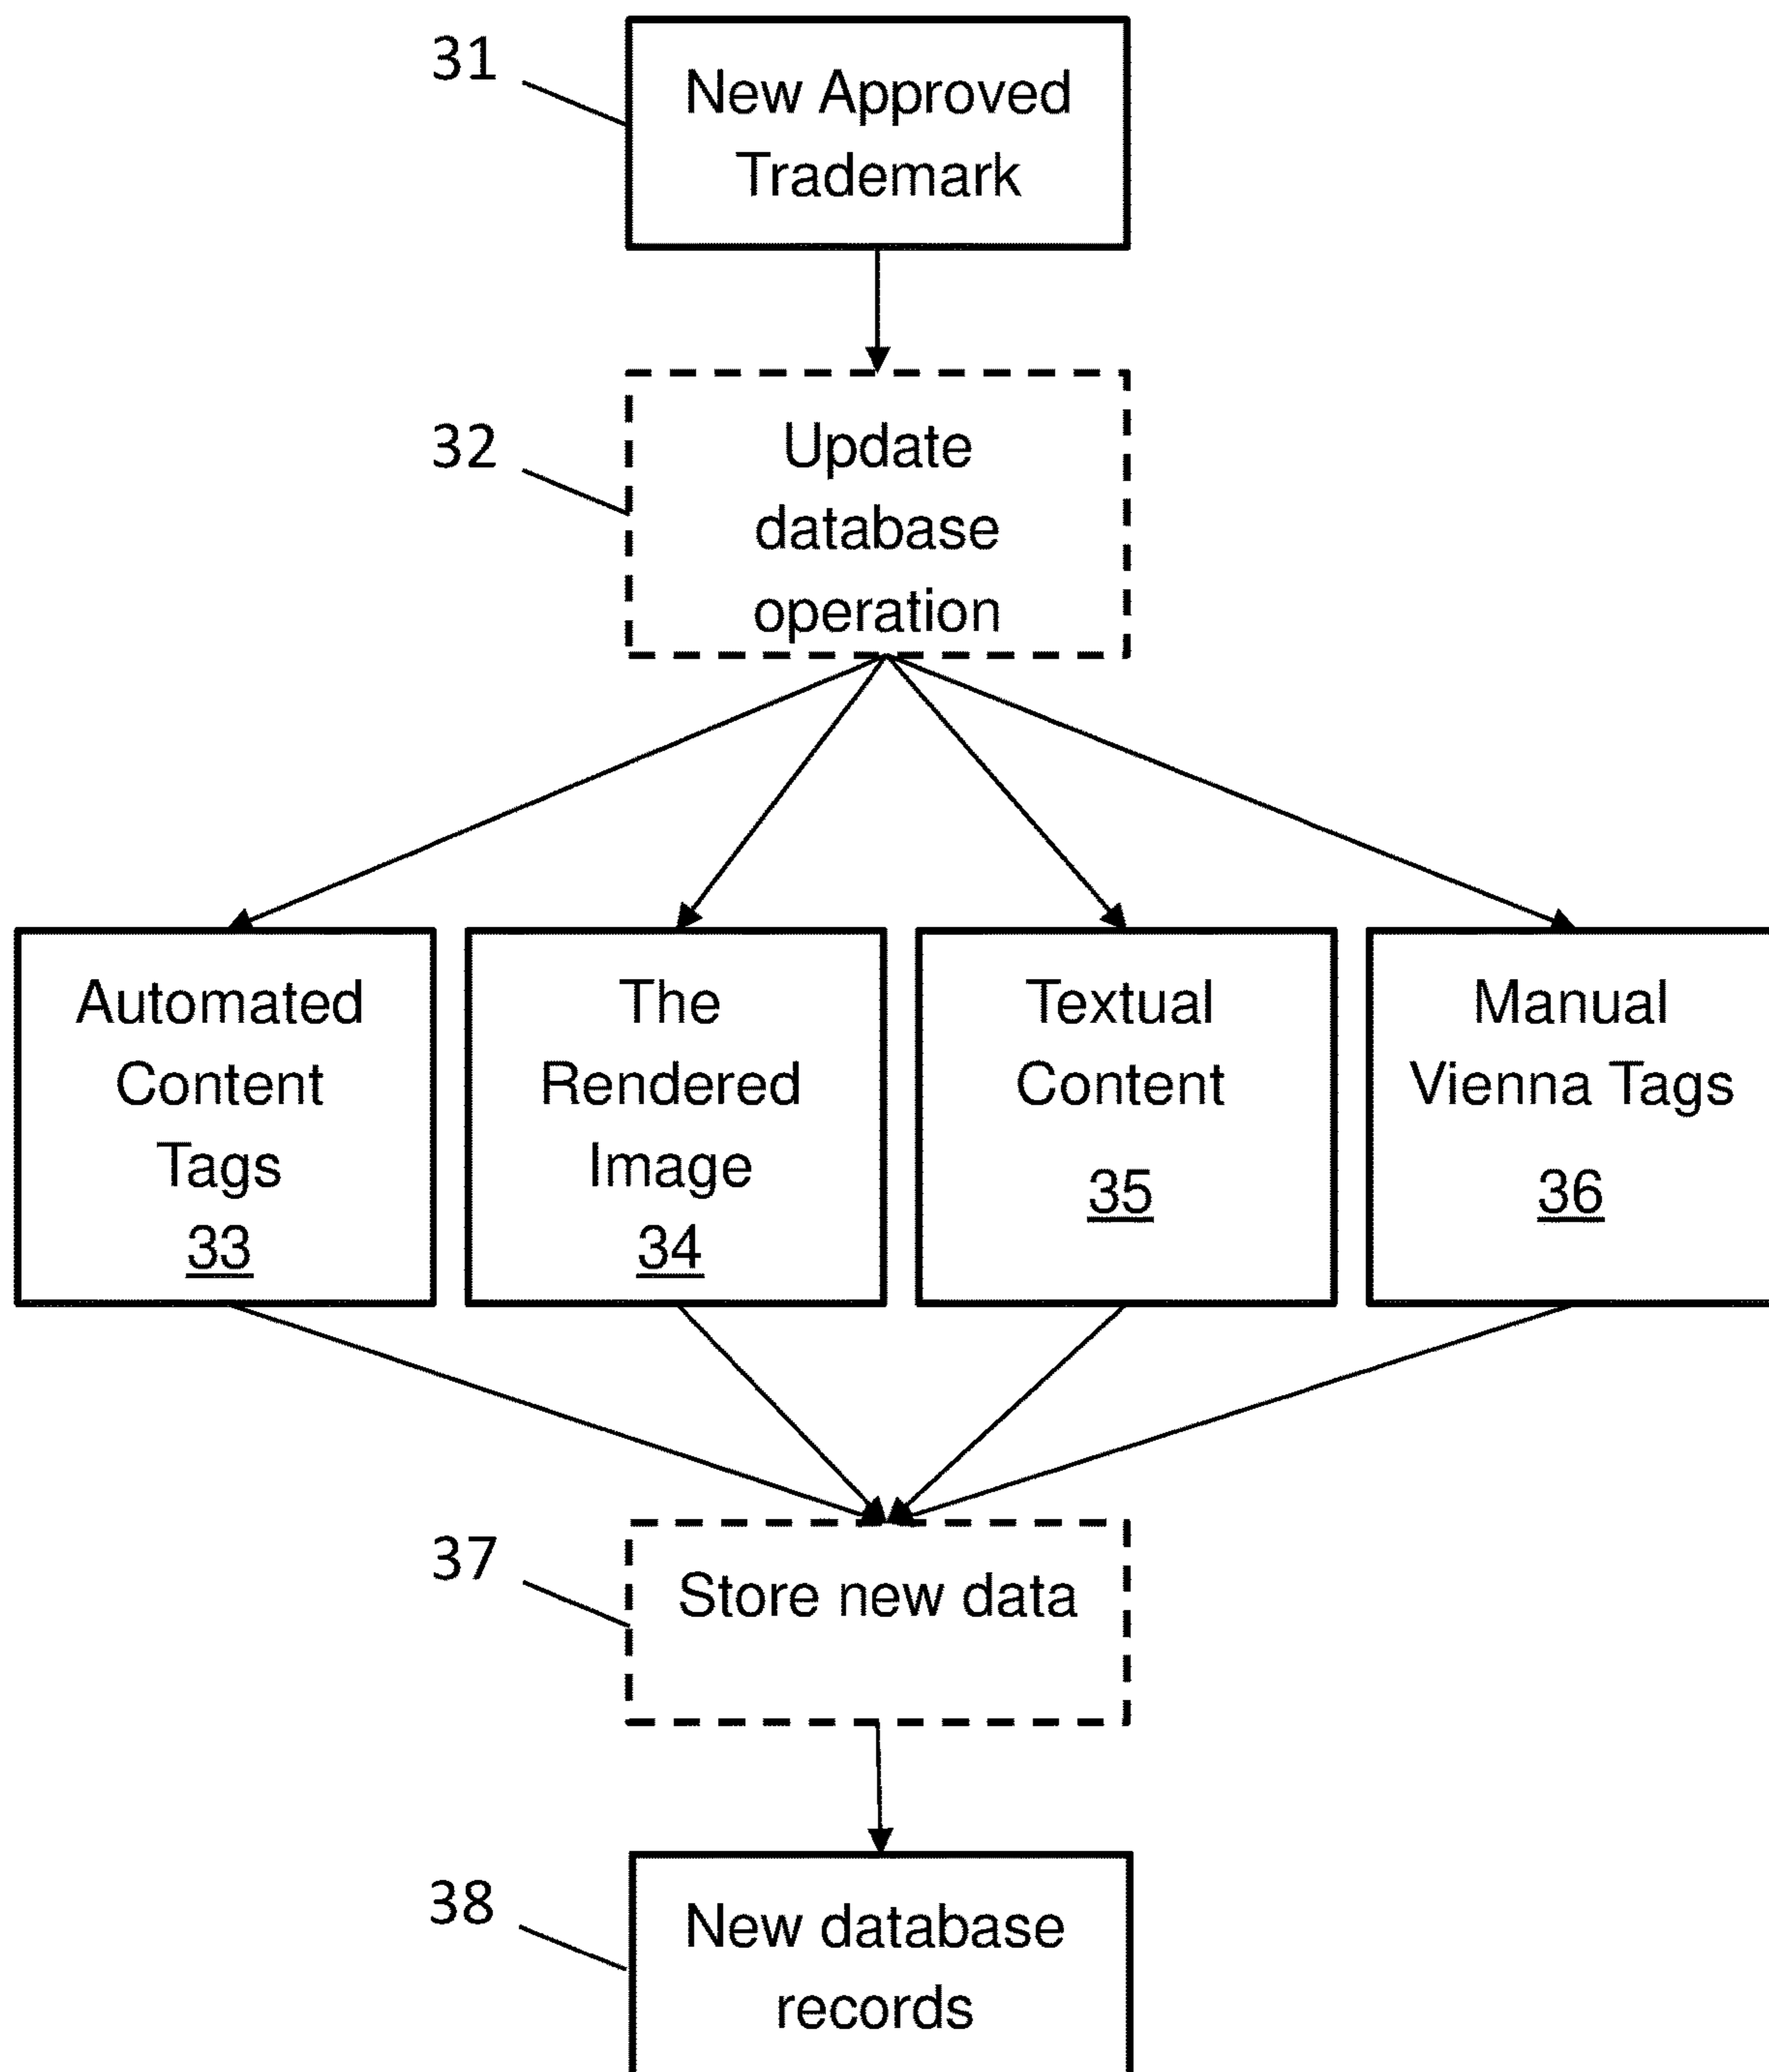 31
New Approved
Trademark
32
Update
database
operation
Automated
Content
Tags
33
The
Rendered
Image
34
Textual
Content
35
Manual
Vienna Tags
36
37
Store new data
38
New database
records